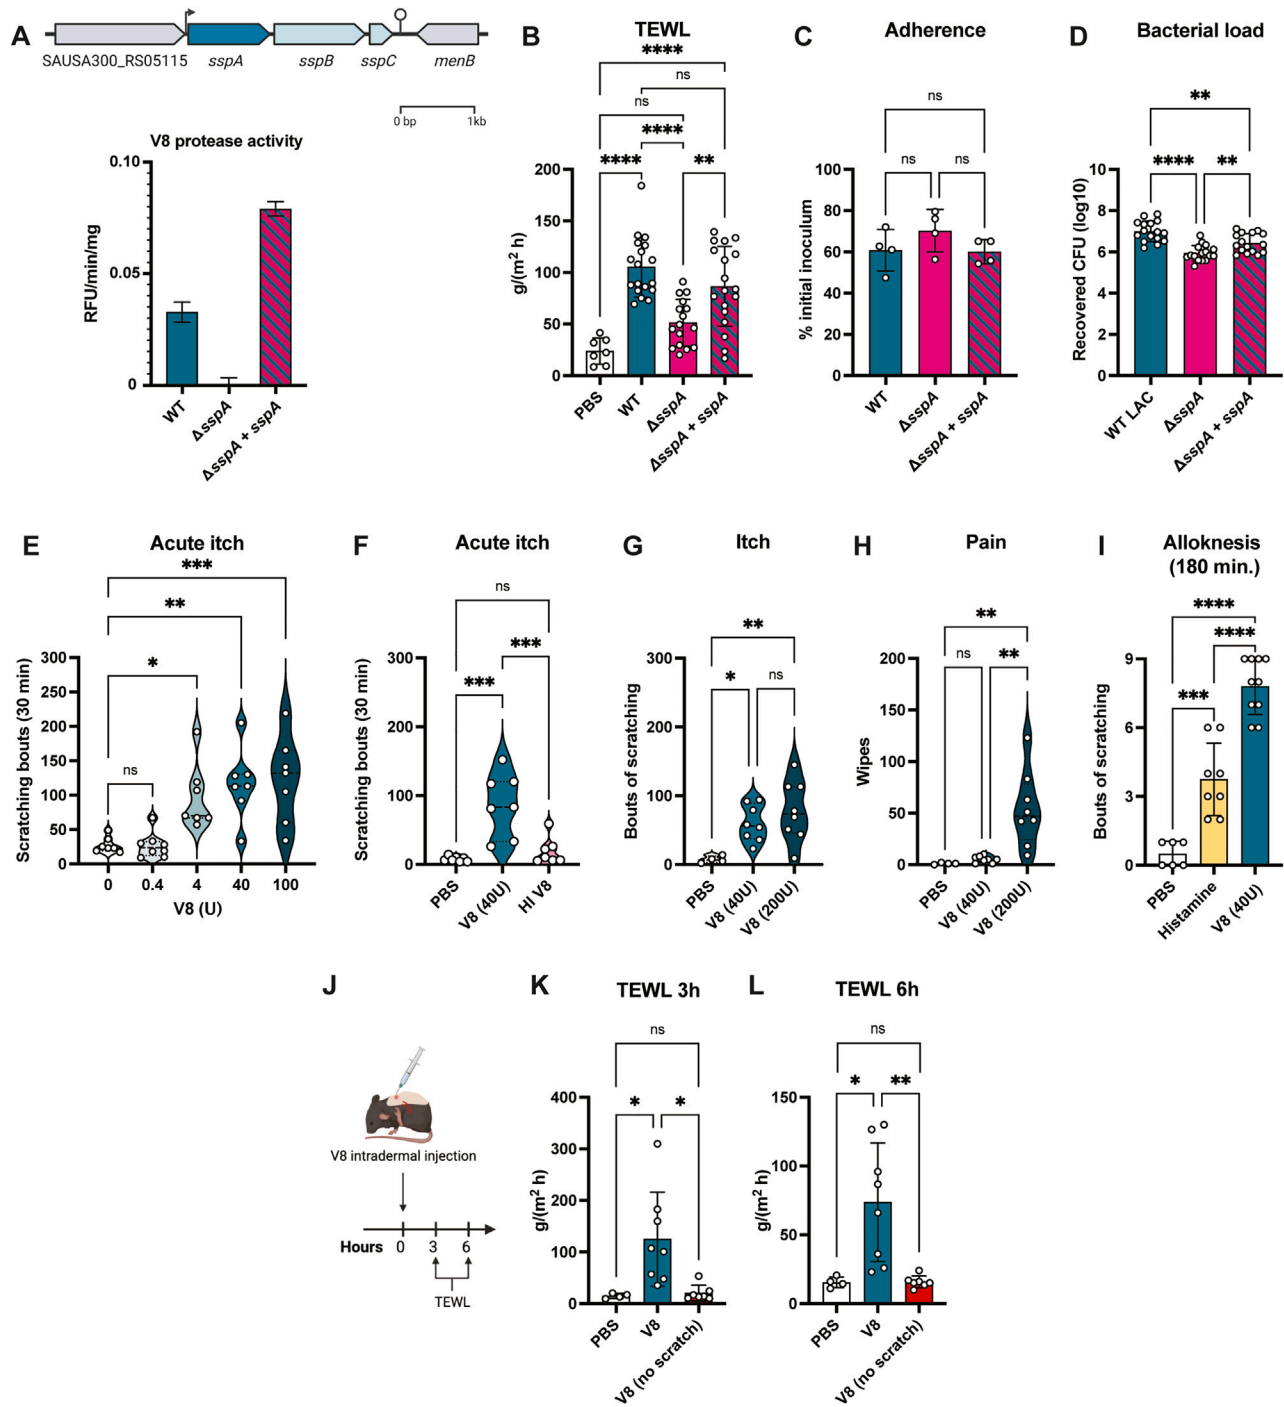 A
SAUSA300_RS05115 sspA sspB sspC menB
0 bp 1kb
V8 protease activity
RFU/min/mg
0.10
0.05
0
WT
ΔsspA
ΔsspA + sspA
B
TEWL
****
ns
ns
****
**** **
g/(m² h)
200
150
100
50
0
PBS
WT
ΔsspA
ΔsspA + sspA
C
Adherence
ns
ns ns
% initial inoculum
100
80
60
40
20
0
WT
ΔsspA
ΔsspA + sspA
D
Bacterial load
**
**** **
Recovered CFU (log10)
10
8
6
4
2
0
WT LAC
ΔsspA
ΔsspA + sspA
E
Acute itch
***
**
*
ns
Scratching bouts (30 min)
300
250
200
150
100
50
0
0 0.4 4 40 100
V8 (U)
F
Acute itch
ns
***
***
Scratching bouts (30 min)
300
200
100
0
PBS
V8 (40U)
HI V8
G
Itch
**
* ns
Bouts of scratching
300
200
100
0
PBS
V8 (40U)
V8 (200U)
H
Pain
**
ns **
Wipes
200
150
100
50
0
PBS
V8 (40U)
V8 (200U)
I
Alloknesis
(180 min.)
****
****
***
Bouts of scratching
9
6
3
0
PBS
Histamine
V8 (40U)
J
V8 intradermal injection
Hours 0 3 6
TEWL
K
TEWL 3h
ns
* *
g/(m² h)
400
300
200
100
0
PBS
V8
V8 (no scratch)
L
TEWL 6h
ns
* **
g/(m² h)
150
100
50
0
PBS
V8
V8 (no scratch)